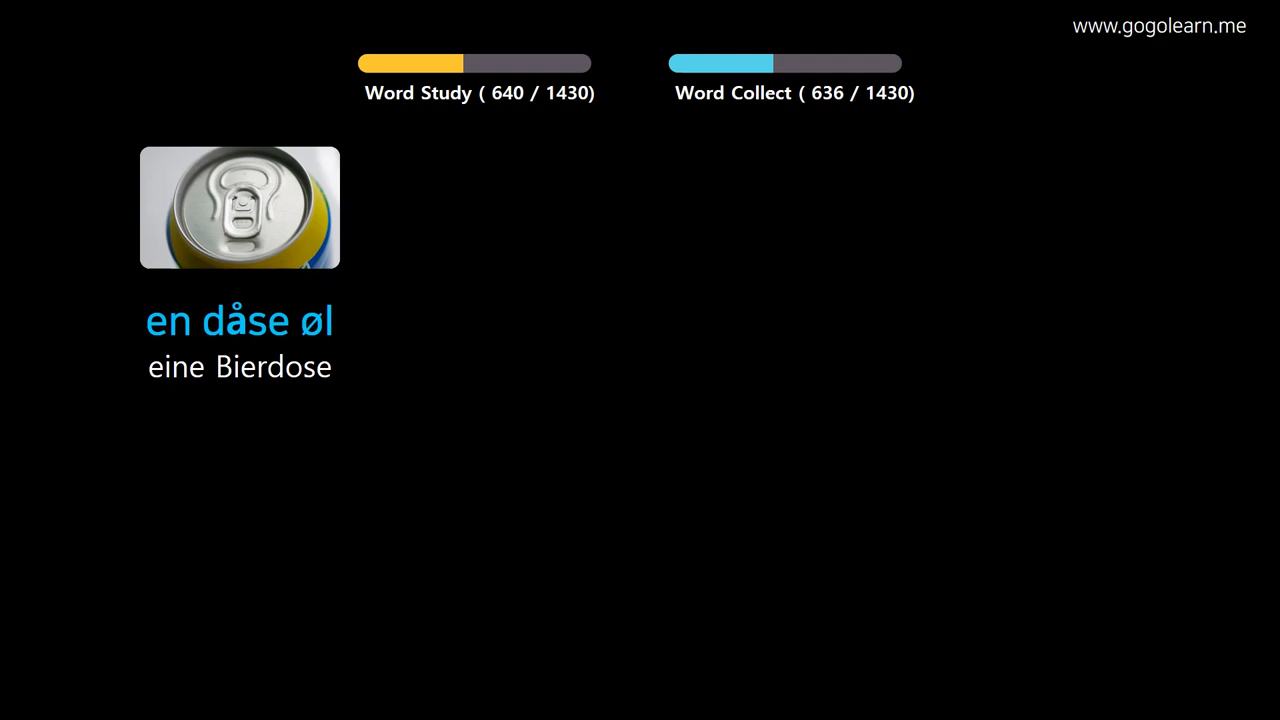 www.gogolearn.me
Word Study ( 640 / 1430)
Word Collect ( 636 / 1430)
en dåse øl
eine Bierdose